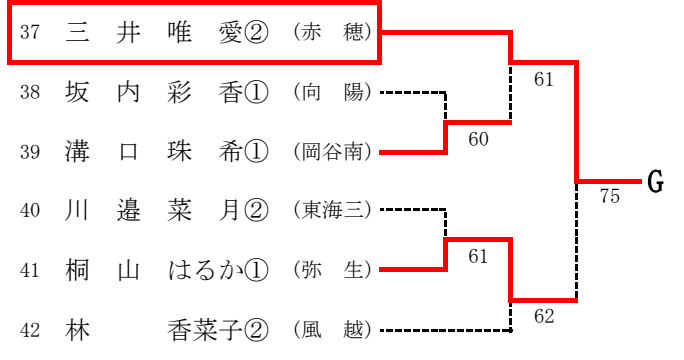 37 三 井 唯 愛② (赤 穂)
61
38 坂 内 彩 香① (向 陽)
60
39 溝 口 珠 希① (岡谷南)
75 G
40 川 邉 菜 月② (東海三)
61
41 桐 山 はるか① (弥 生)
62
42 林 香菜子② (風 越)